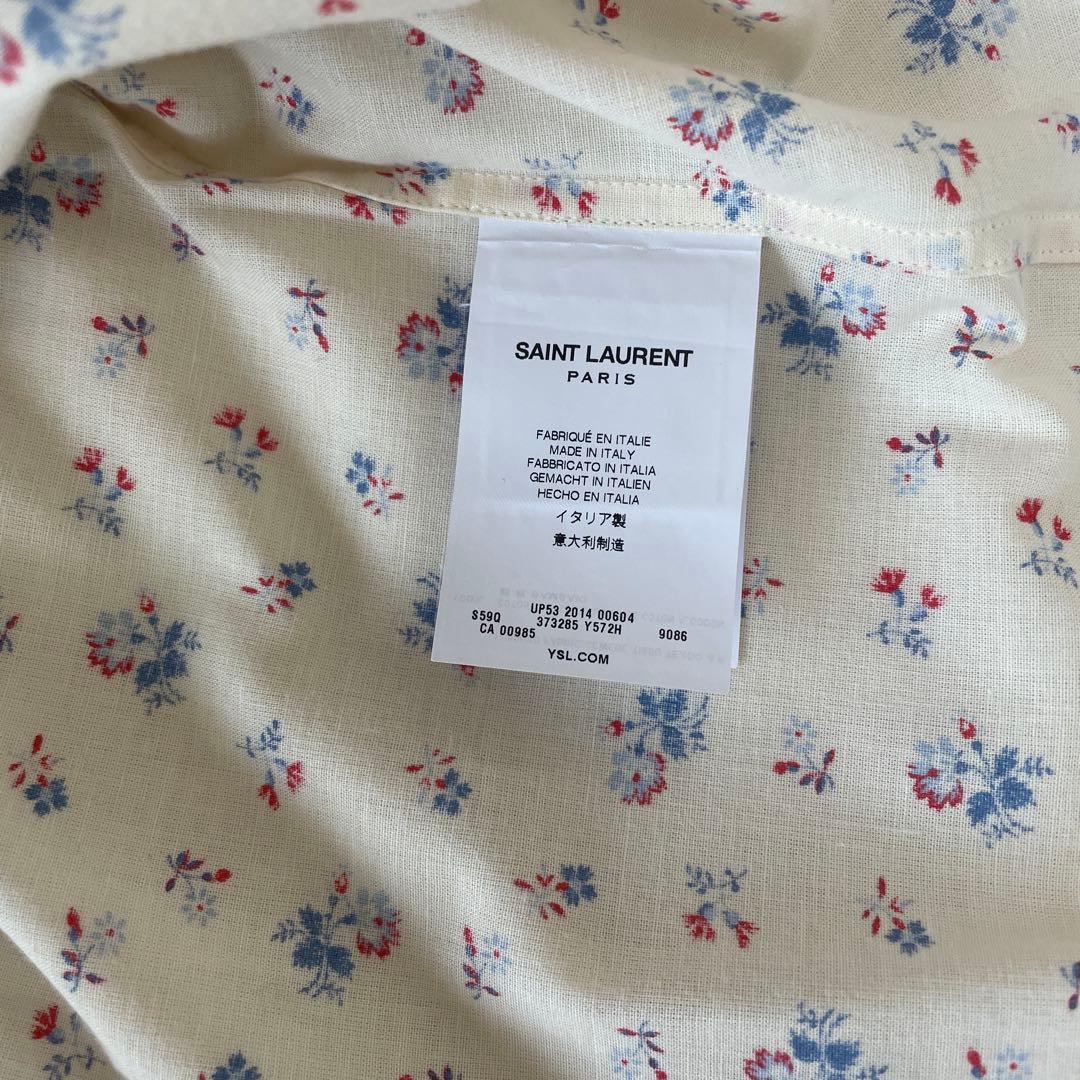 SAINT LAURENT
PARIS
FABRIQUÉ EN ITALIE
MADE IN ITALY
FABBRICATO IN ITALIA
GEMACHT IN ITALIEN
HECHO EN ITALIA
イタリア製
意大利制造
UP53 2014 00604
S59Q 373285 Y572H 9086
CA 00985
YSL.COM